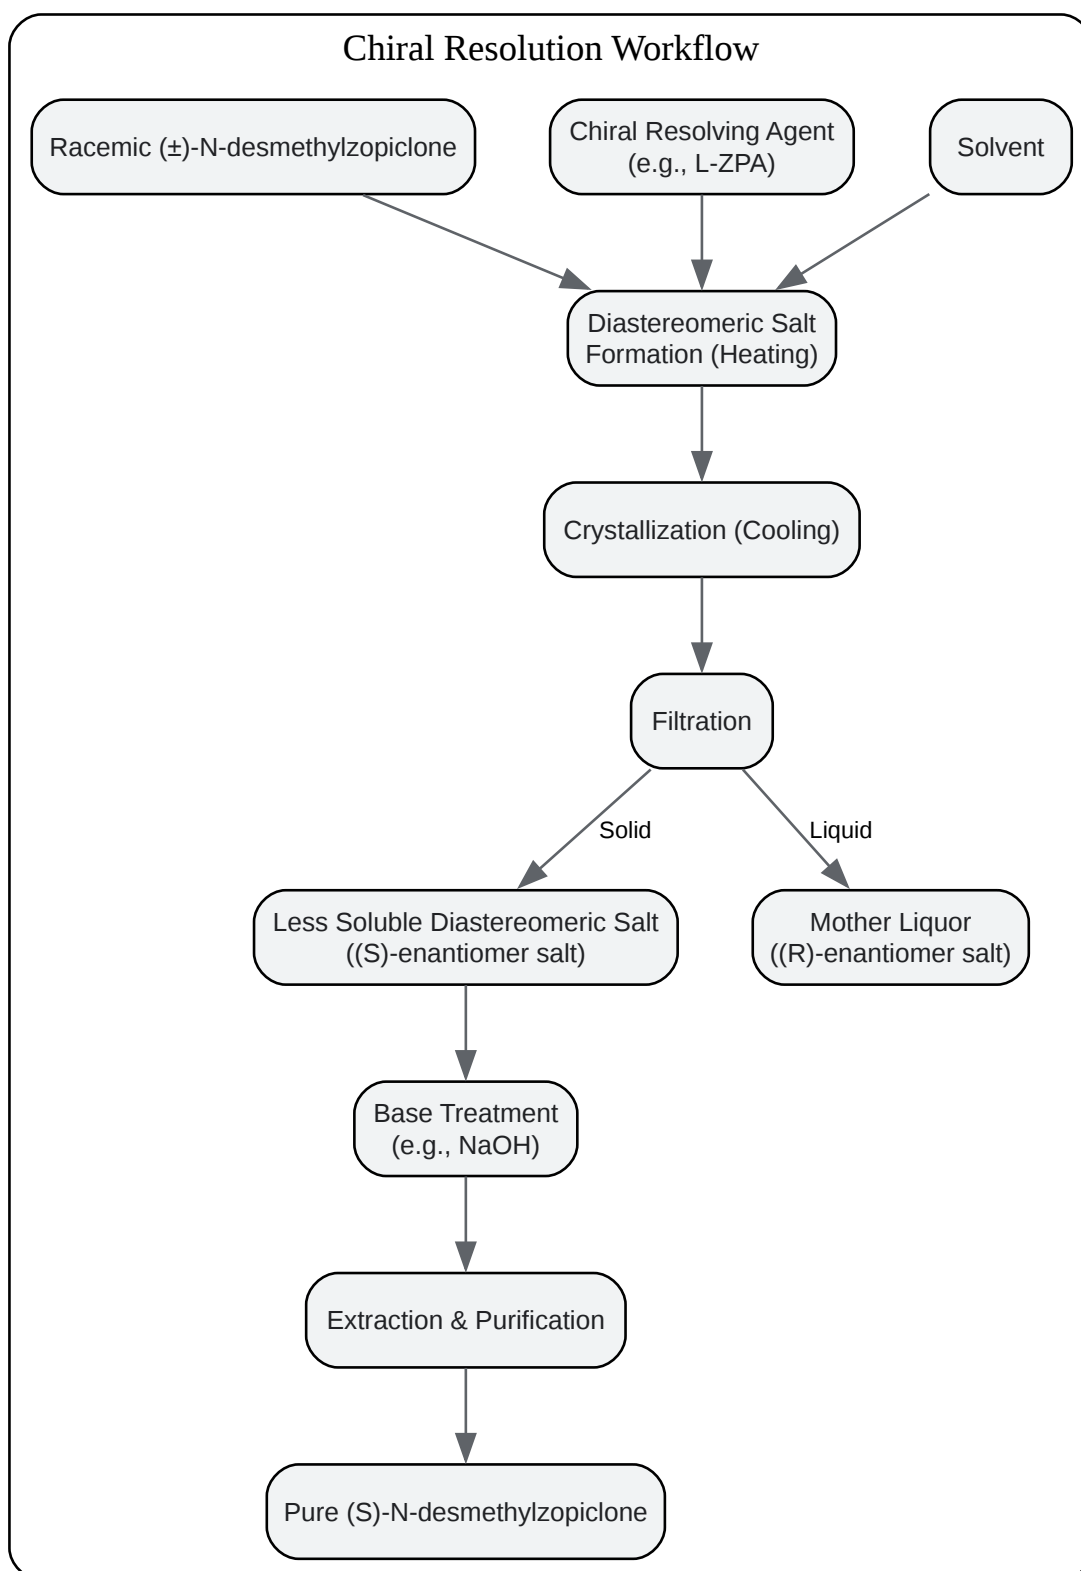 Chiral Resolution Workflow
Racemic (±)-N-desmethylzopiclone
Chiral Resolving Agent
(e.g., L-ZPA)
Solvent
Diastereomeric Salt
Formation (Heating)
Crystallization (Cooling)
Filtration
Solid
Liquid
Less Soluble Diastereomeric Salt
((S)-enantiomer salt)
Mother Liquor
((R)-enantiomer salt)
Base Treatment
(e.g., NaOH)
Extraction & Purification
Pure (S)-N-desmethylzopiclone